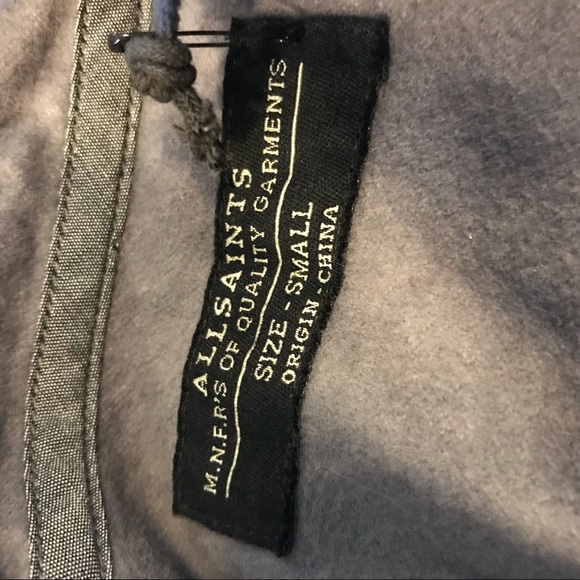 ALLSAINTS
M.N.F.R'S OF QUALITY GARMENTS
SIZE - SMALL
ORIGIN - CHINA